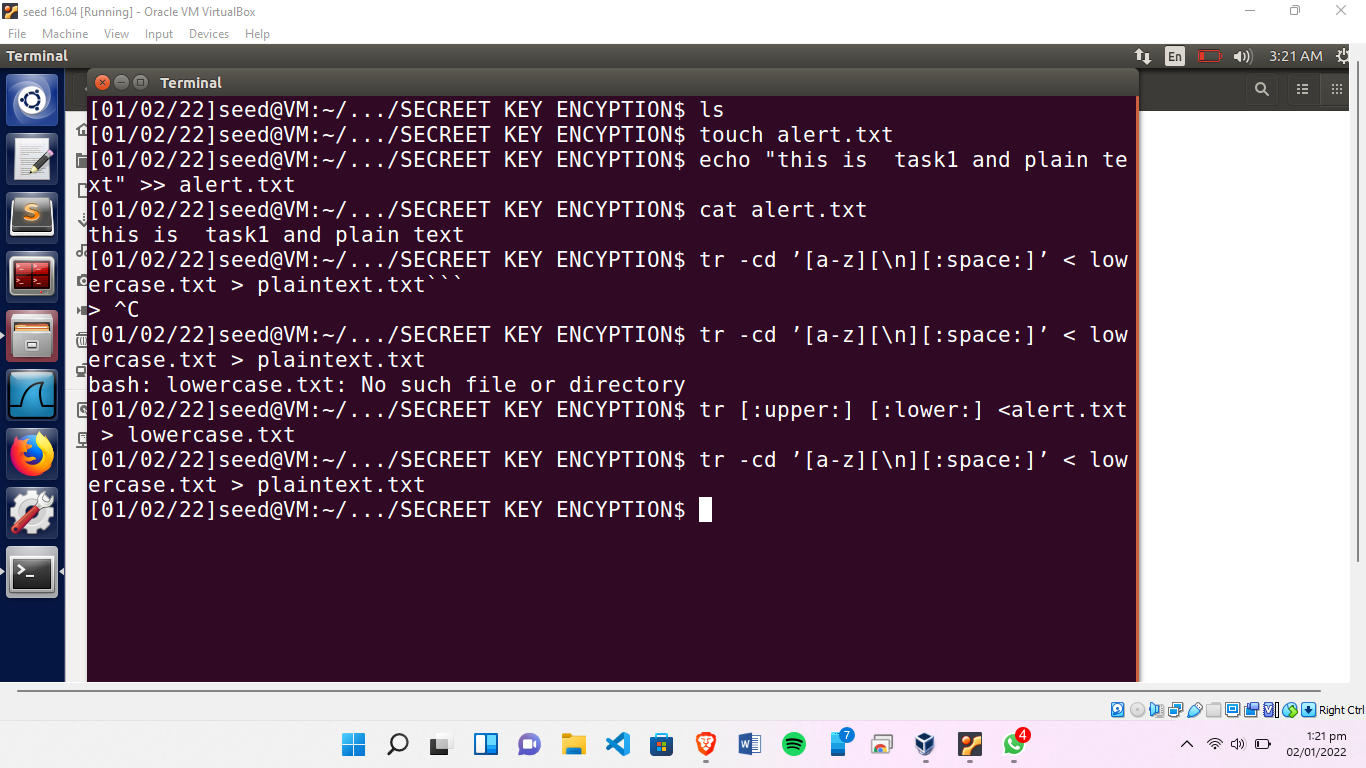 seed 16.04 [Running] - Oracle VM VirtualBox
File Machine View Input Devices Help
Terminal En 3:21 AM
Terminal
[01/02/22]seed@VM:~/.../SECREET KEY ENCYPTION$ ls
[01/02/22]seed@VM:~/.../SECREET KEY ENCYPTION$ touch alert.txt
[01/02/22]seed@VM:~/.../SECREET KEY ENCYPTION$ echo "this is  task1 and plain te
xt" >> alert.txt
[01/02/22]seed@VM:~/.../SECREET KEY ENCYPTION$ cat alert.txt
this is  task1 and plain text
[01/02/22]seed@VM:~/.../SECREET KEY ENCYPTION$ tr -cd ’[a-z][\n][:space:]’ < low
ercase.txt > plaintext.txt```
> ^C
[01/02/22]seed@VM:~/.../SECREET KEY ENCYPTION$ tr -cd ’[a-z][\n][:space:]’ < low
ercase.txt > plaintext.txt
bash: lowercase.txt: No such file or directory
[01/02/22]seed@VM:~/.../SECREET KEY ENCYPTION$ tr [:upper:] [:lower:] <alert.txt
 > lowercase.txt
[01/02/22]seed@VM:~/.../SECREET KEY ENCYPTION$ tr -cd ’[a-z][\n][:space:]’ < low
ercase.txt > plaintext.txt
[01/02/22]seed@VM:~/.../SECREET KEY ENCYPTION$
Right Ctrl
7
4
1:21 pm
02/01/2022